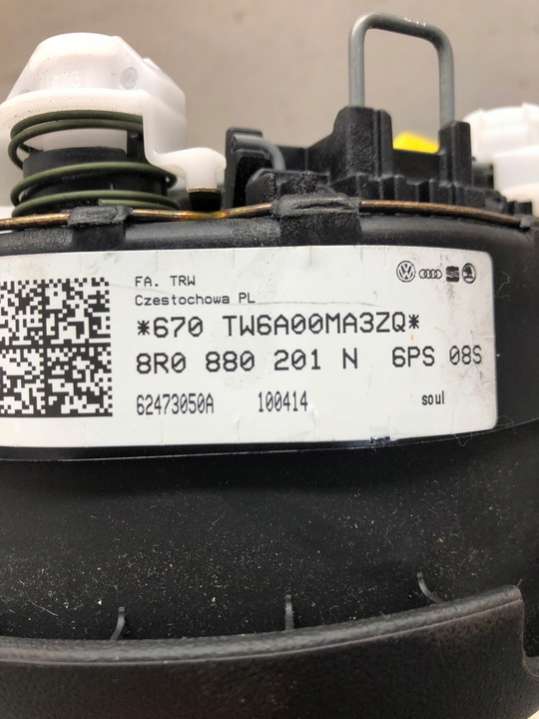 FA. TRW
Czestochowa PL
*670 TW6A00MA3ZQ*
8R0 880 201 N 6PS 08S
62473050A 100414 soul